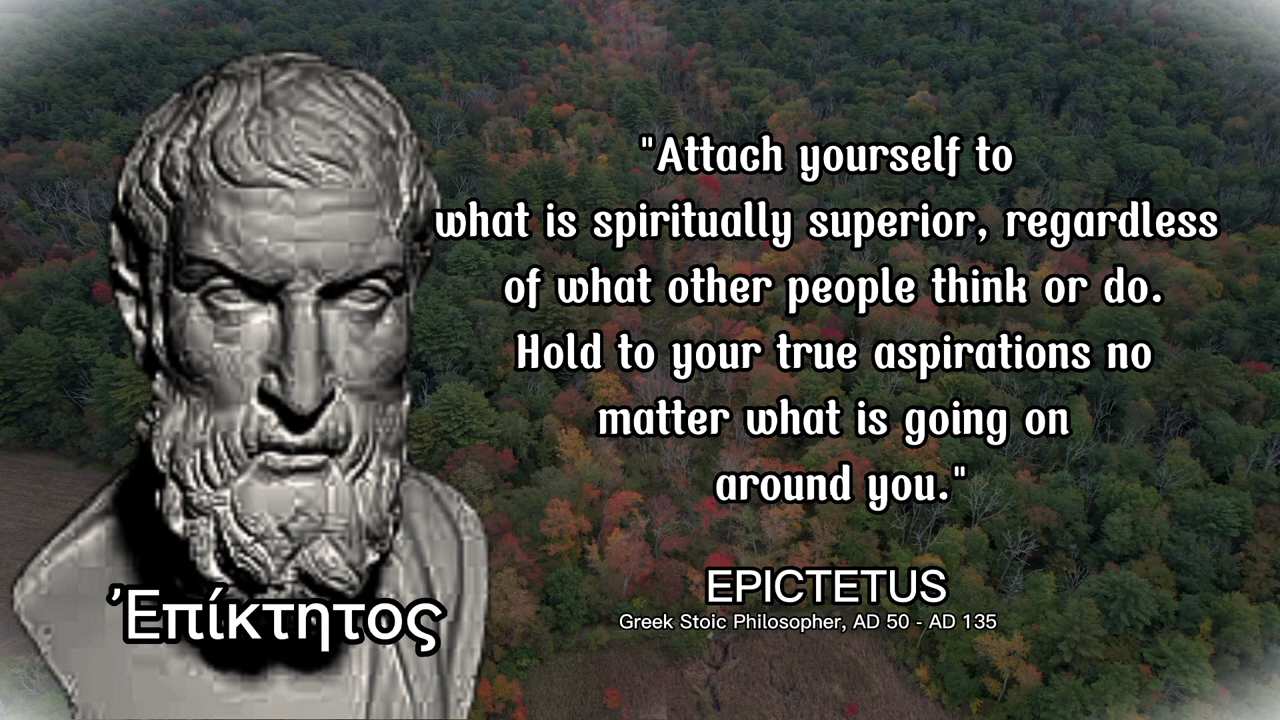 "Attach yourself to
what is spiritually superior, regardless
of what other people think or do.
Hold to your true aspirations no
matter what is going on
around you."
EPICTETUS
Greek Stoic Philosopher, AD 50 - AD 135
Ἐπίκτητος